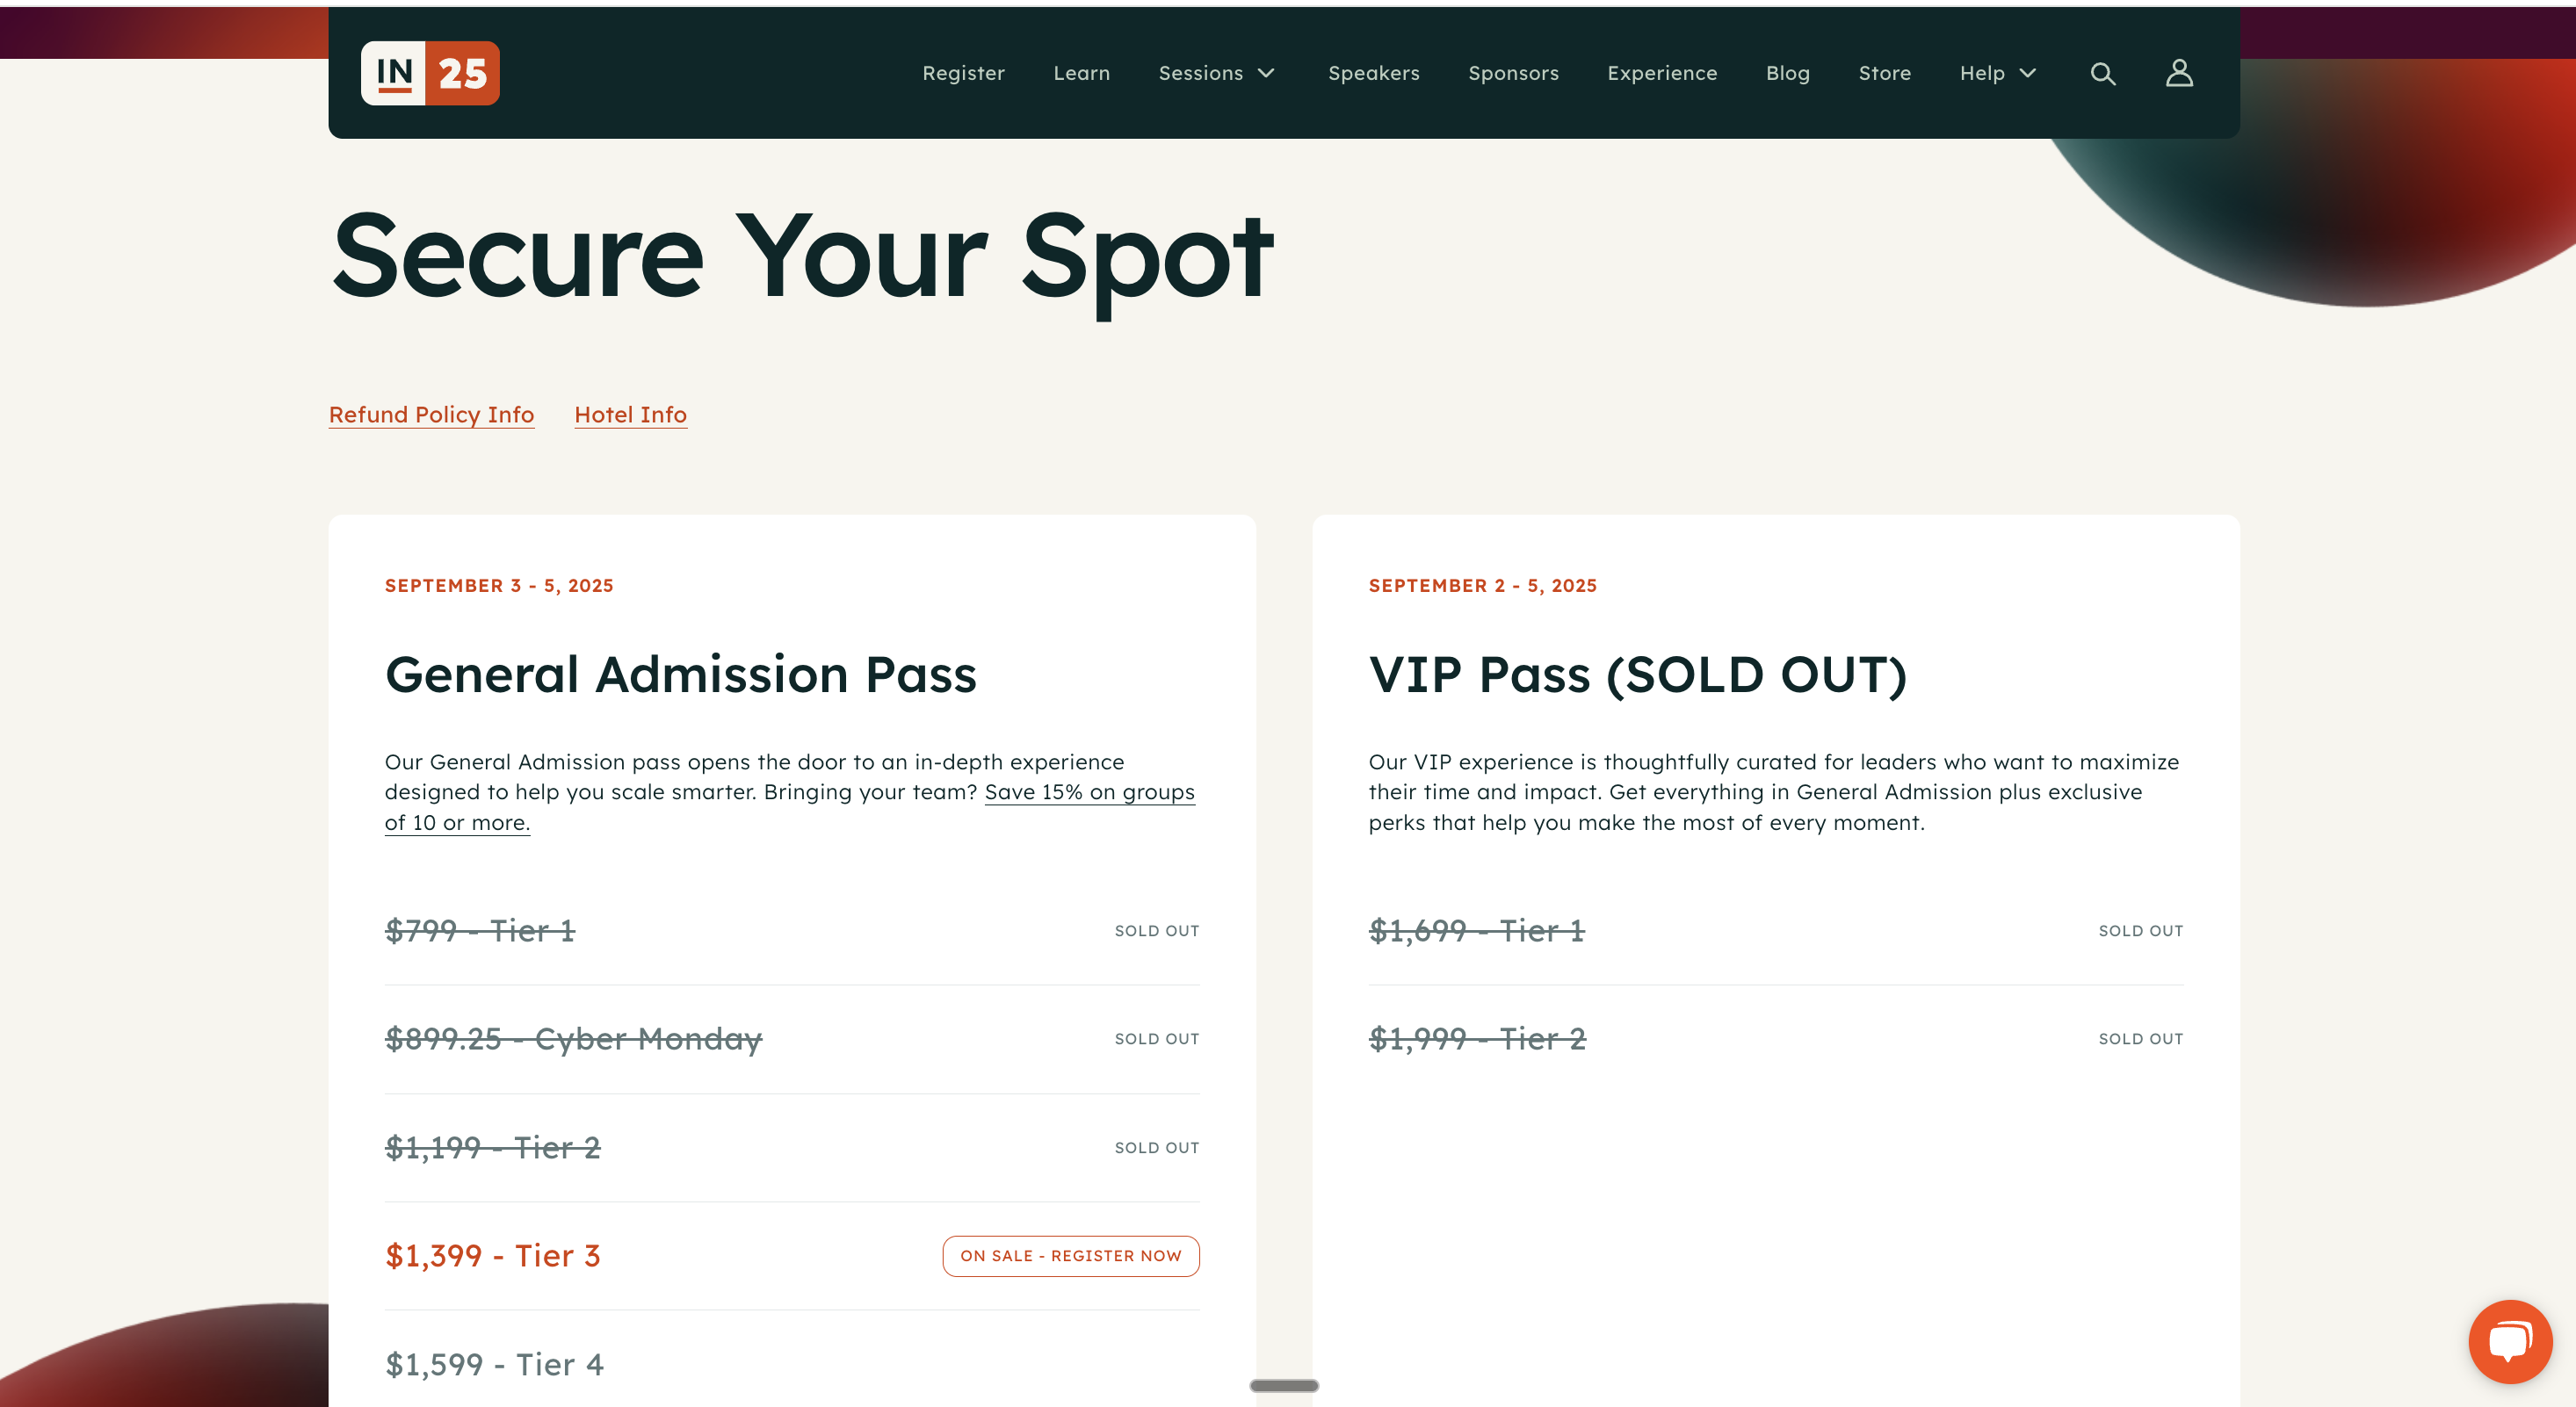 IN 25
Register Learn Sessions Speakers Sponsors Experience Blog Store Help
Secure Your Spot
Refund Policy Info Hotel Info
SEPTEMBER 3 - 5, 2025
General Admission Pass
Our General Admission pass opens the door to an in-depth experience
designed to help you scale smarter. Bringing your team? Save 15% on groups
of 10 or more.
$799 - Tier 1 SOLD OUT
$899.25 - Cyber Monday SOLD OUT
$1,199 - Tier 2 SOLD OUT
$1,399 - Tier 3 ON SALE - REGISTER NOW
$1,599 - Tier 4
SEPTEMBER 2 - 5, 2025
VIP Pass (SOLD OUT)
Our VIP experience is thoughtfully curated for leaders who want to maximize
their time and impact. Get everything in General Admission plus exclusive
perks that help you make the most of every moment.
$1,699 - Tier 1 SOLD OUT
$1,999 - Tier 2 SOLD OUT